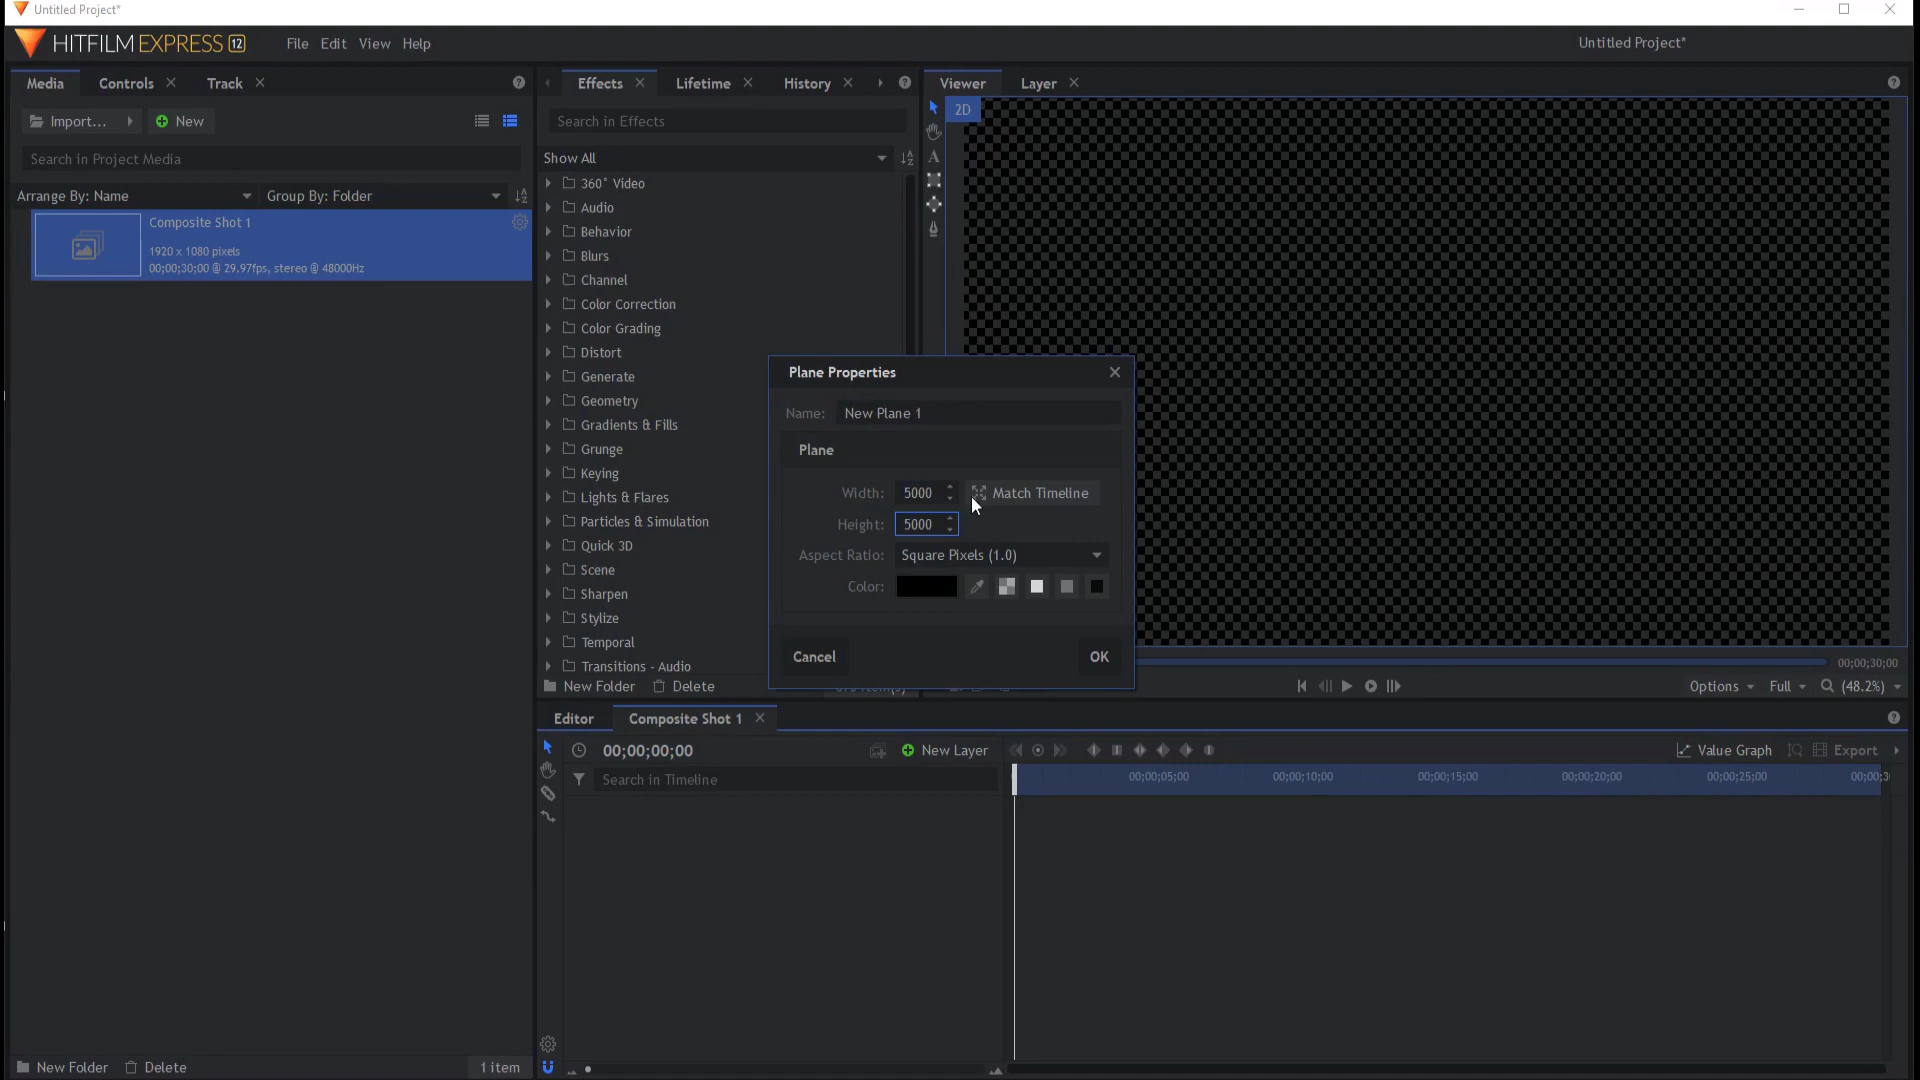 Untitled Project*
HITFILM EXPRESS 12
File Edit View Help
Untitled Project*
Media
Controls
Track
Import...
New
Search in Project Media
Arrange By: Name
Group By: Folder
Composite Shot 1
1920 x 1080 pixels
00;00;30;00 @ 29.97fps, stereo @ 48000Hz
New Folder
Delete
1 item
Effects
Lifetime
History
Search in Effects
Show All
360° Video
Audio
Behavior
Blurs
Channel
Color Correction
Color Grading
Distort
Generate
Geometry
Gradients & Fills
Grunge
Keying
Lights & Flares
Particles & Simulation
Quick 3D
Scene
Sharpen
Stylize
Temporal
Transitions - Audio
New Folder
Delete
Viewer
Layer
2D
A
Plane Properties
Name: New Plane 1
Plane
Width: 5000
Match Timeline
Height: 5000
Aspect Ratio: Square Pixels (1.0)
Color:
Cancel
OK
00;00;30;00
Options
Full
(48.2%)
Editor
Composite Shot 1
00;00;00;00
New Layer
Value Graph
Export
Search in Timeline
00;00;05;00
00;00;10;00
00;00;15;00
00;00;20;00
00;00;25;00